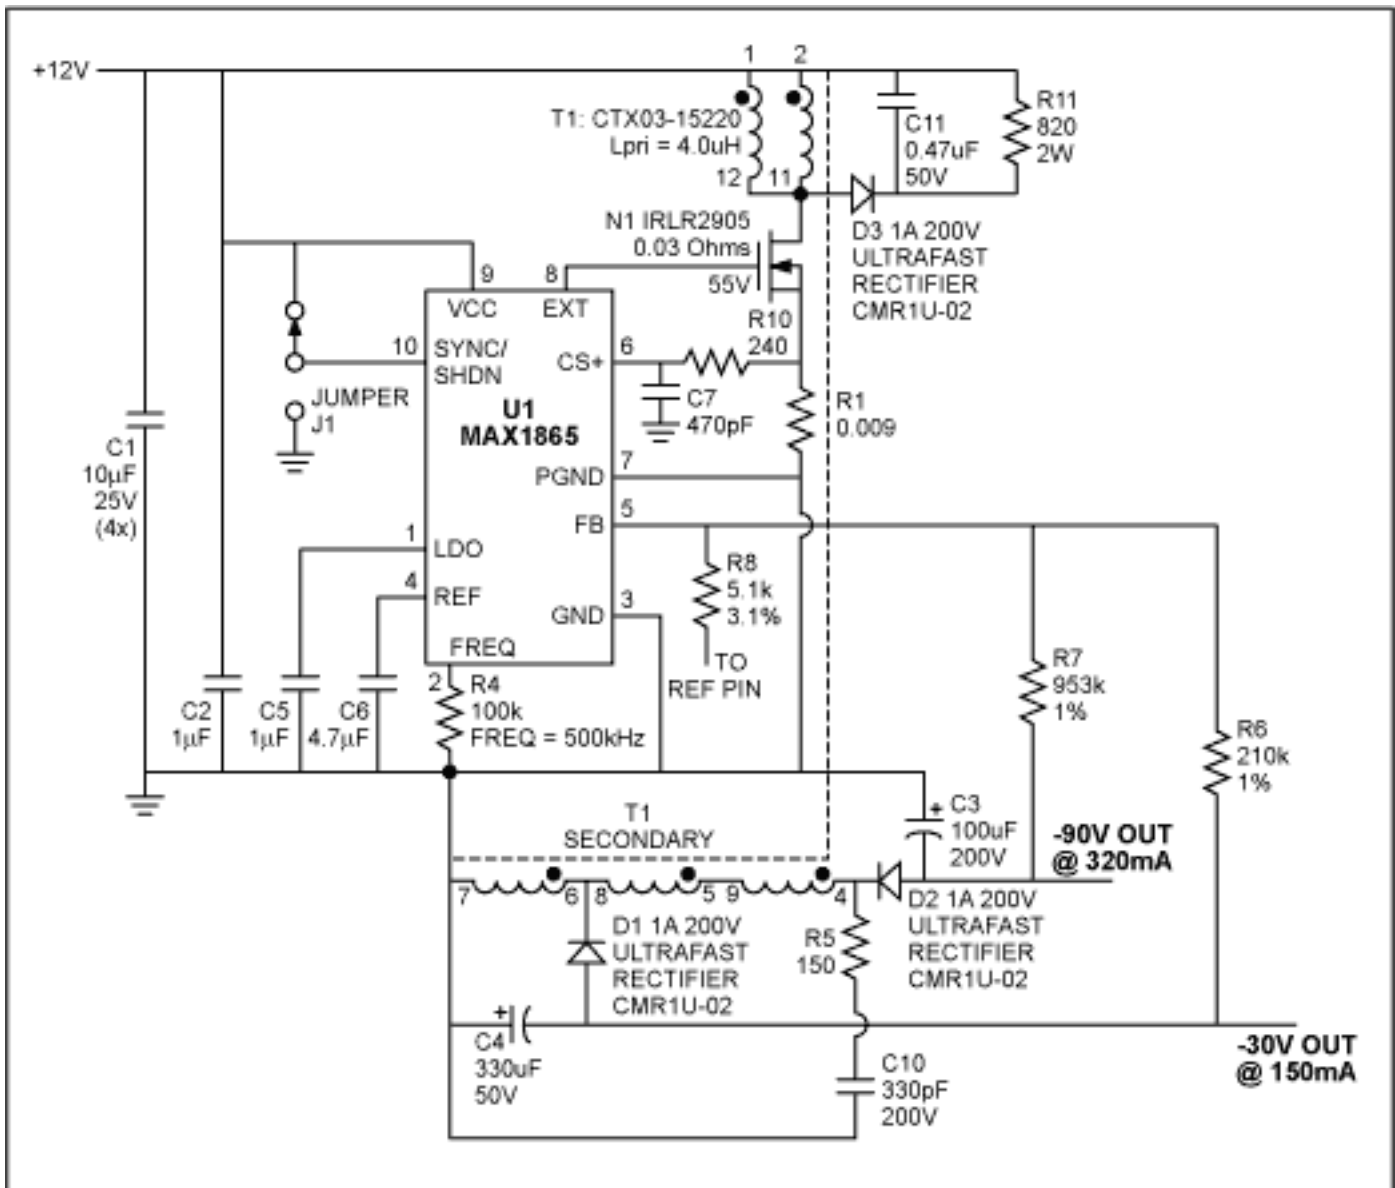 1 2
+12V
T1: CTX03-15220
Lpri = 4.0uH
12 11
C11
0.47uF
50V
R11
820
2W
N1 IRLR2905
0.03 Ohms
55V
D3 1A 200V
ULTRAFAST
RECTIFIER
CMR1U-02
9 8
VCC EXT
10
SYNC/
SHDN
JUMPER
J1
6
CS+
R10
240
C7
470pF
R1
0.009
U1
MAX1865
C1
10µF
25V
(4x)
7
PGND
5
FB
1
LDO
4
REF
3
GND
FREQ
2
R8
5.1k
3.1%
TO
REF PIN
R4
100k
FREQ = 500kHz
C2
1µF
C5
1µF
C6
4.7µF
R7
953k
1%
R6
210k
1%
T1
SECONDARY
C3
+
100uF
200V
-90V OUT
@ 320mA
7 6 8 5 9 4
D1 1A 200V
ULTRAFAST
RECTIFIER
CMR1U-02
R5
150
D2 1A 200V
ULTRAFAST
RECTIFIER
CMR1U-02
+
C4
330uF
50V
C10
330pF
200V
-30V OUT
@ 150mA